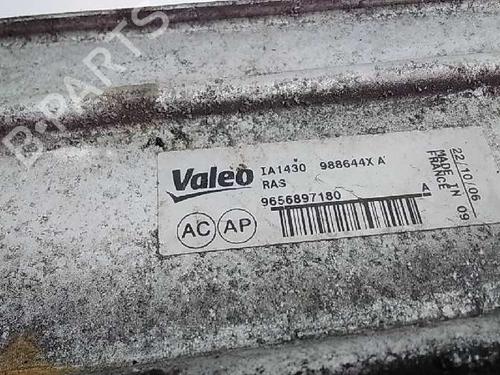 B-PARTS
Valeo
IA1430 988644X A
RAS
9656897180 A
AC AP
22/10/06
MADE IN 09
FRANCE